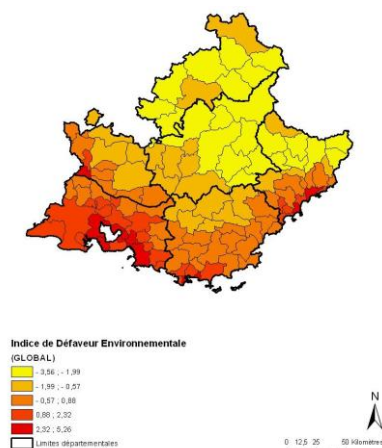 Indice de Défaveur Environnementale
(GLOBAL)
- 3,56 ; - 1,99
- 1,99 ; -0,57
- 0,57 ; 0,88
0,88 ; 2,32
2,32 ; 5,26
Limites départementales
N
0 12,5 25 50 Kilomètres